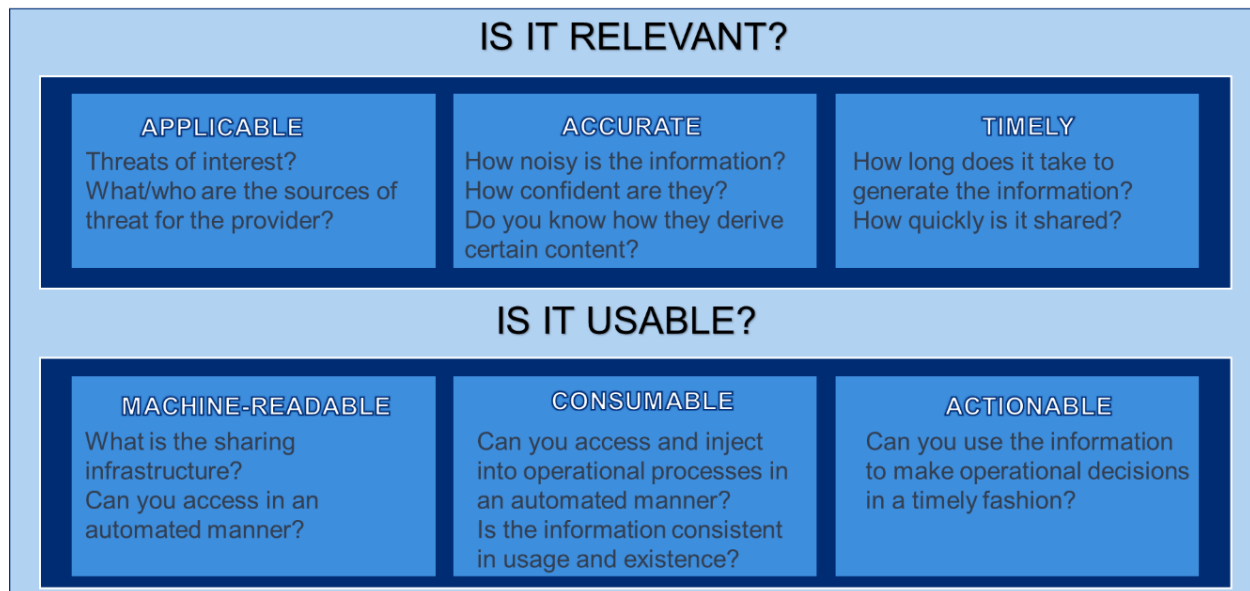 IS IT RELEVANT?
APPLICABLE
Threats of interest?
What/who are the sources of
threat for the provider?
ACCURATE
How noisy is the information?
How confident are they?
Do you know how they derive
certain content?
TIMELY
How long does it take to
generate the information?
How quickly is it shared?
IS IT USABLE?
MACHINE-READABLE
What is the sharing
infrastructure?
Can you access in an
automated manner?
CONSUMABLE
Can you access and inject
into operational processes in
an automated manner?
Is the information consistent
in usage and existence?
ACTIONABLE
Can you use the information
to make operational decisions
in a timely fashion?